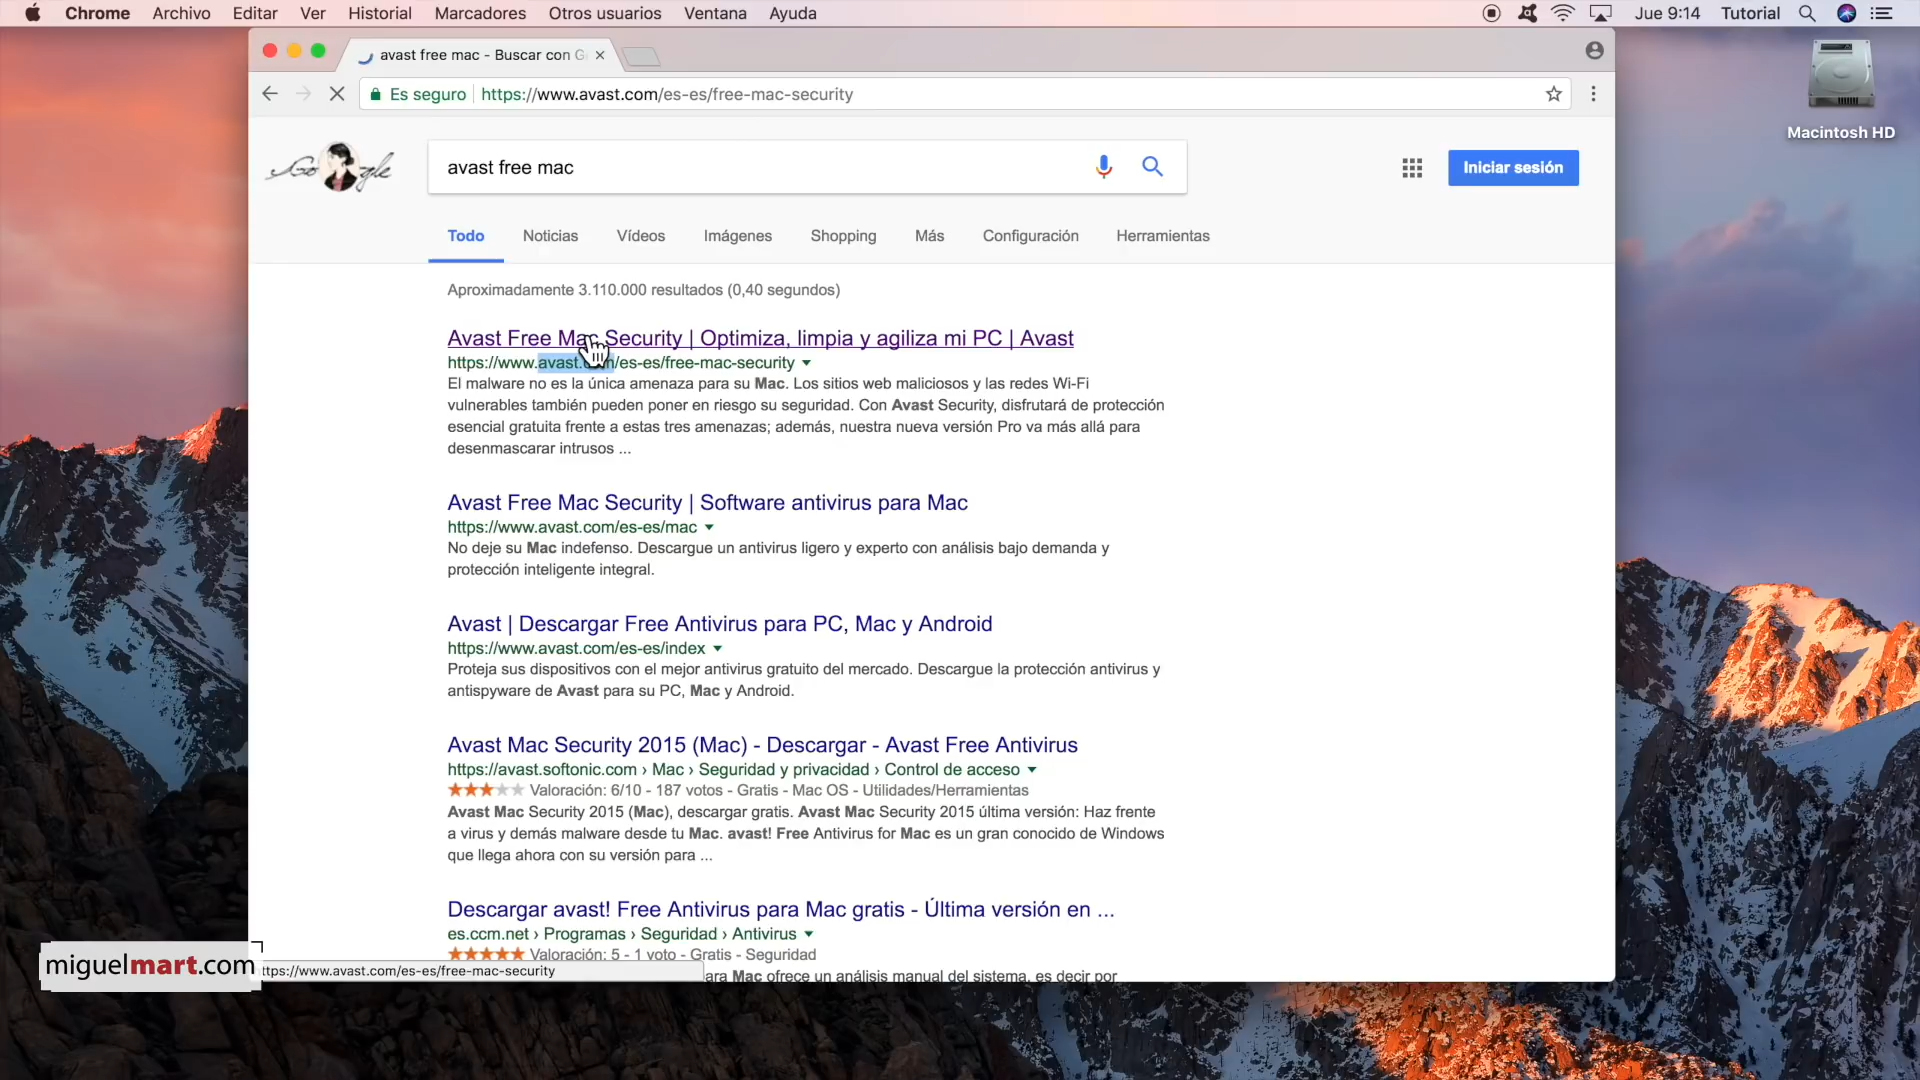 Chrome Archivo Editar Ver Historial Marcadores Otros usuarios Ventana Ayuda Jue 9:14 Tutorial
avast free mac - Buscar con G
Es seguro https://www.avast.com/es-es/free-mac-security
Macintosh HD
Google avast free mac Iniciar sesión
Todo Noticias Vídeos Imágenes Shopping Más Configuración Herramientas
Aproximadamente 3.110.000 resultados (0,40 segundos)
Avast Free Mac Security | Optimiza, limpia y agiliza mi PC | Avast
https://www.avast.com/es-es/free-mac-security
El malware no es la única amenaza para su Mac. Los sitios web maliciosos y las redes Wi-Fi
vulnerables también pueden poner en riesgo su seguridad. Con Avast Security, disfrutará de protección
esencial gratuita frente a estas tres amenazas; además, nuestra nueva versión Pro va más allá para
desenmascarar intrusos ...
Avast Free Mac Security | Software antivirus para Mac
https://www.avast.com/es-es/mac
No deje su Mac indefenso. Descargue un antivirus ligero y experto con análisis bajo demanda y
protección inteligente integral.
Avast | Descargar Free Antivirus para PC, Mac y Android
https://www.avast.com/es-es/index
Proteja sus dispositivos con el mejor antivirus gratuito del mercado. Descargue la protección antivirus y
antispyware de Avast para su PC, Mac y Android.
Avast Mac Security 2015 (Mac) - Descargar - Avast Free Antivirus
https://avast.softonic.com › Mac › Seguridad y privacidad › Control de acceso
Valoración: 6/10 - 187 votos - Gratis - Mac OS - Utilidades/Herramientas
Avast Mac Security 2015 (Mac), descargar gratis. Avast Mac Security 2015 última versión: Haz frente
a virus y demás malware desde tu Mac. avast! Free Antivirus for Mac es un gran conocido de Windows
que llega ahora con su versión para ...
Descargar avast! Free Antivirus para Mac gratis - Última versión en ...
es.ccm.net › Programas › Seguridad › Antivirus
Valoración: 5 - 1 voto - Gratis - Seguridad
ara Mac ofrece un análisis manual del sistema, es decir por
miguelmart.com
ttps://www.avast.com/es-es/free-mac-security